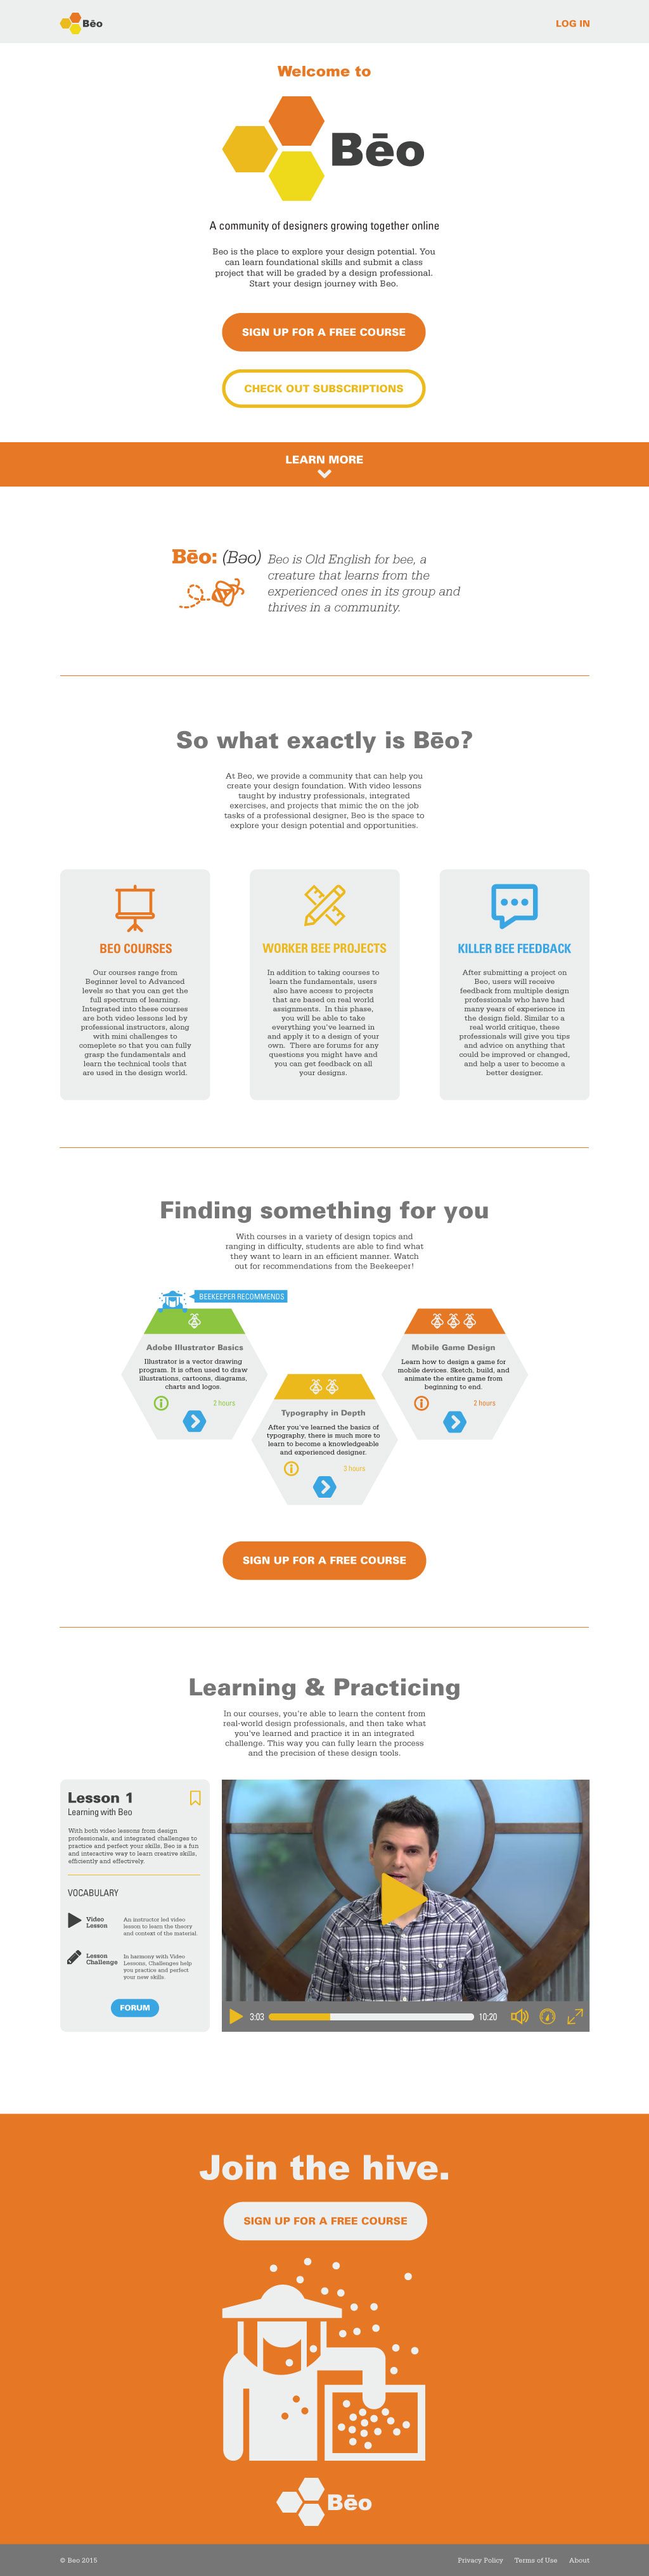 Bēo
LOG IN
Welcome to
Bēo
A community of designers growing together online
Beo is the place to explore your design potential. You
can learn foundational skills and submit a class
project that will be graded by a design professional.
Start your design journey with Beo.
SIGN UP FOR A FREE COURSE
CHECK OUT SUBSCRIPTIONS
LEARN MORE
Bēo: (Bəo) Beo is Old English for bee, a
creature that learns from the
experienced ones in its group and
thrives in a community.
So what exactly is Bēo?
At Beo, we provide a community that can help you
create your design foundation. With video lessons
taught by industry professionals, integrated
exercises, and projects that mimic the on the job
tasks of a professional designer, Beo is the space to
explore your design potential and opportunities.
BEO COURSES
Our courses range from
Beginner level to Advanced
levels so that you can get the
full spectrum of learning.
Integrated into these courses
are both video lessons led by
professional instructors, along
with mini challenges to
comeplete so that you can fully
grasp the fundamentals and
learn the technical tools that
are used in the design world.
WORKER BEE PROJECTS
In addition to taking courses to
learn the fundamentals, users
also have access to projects
that are based on real world
assignments. In this phase,
you will be able to take
everything you've learned in
and apply it to a design of your
own. There are forums for any
questions you might have and
you can get feedback on all
your designs.
KILLER BEE FEEDBACK
After submitting a project on
Beo, users will receive
feedback from multiple design
professionals who have had
many years of experience in
the design field. Similar to a
real world critique, these
professionals will give you tips
and advice on anything that
could be improved or changed,
and help a user to become a
better designer.
Finding something for you
With courses in a variety of design topics and
ranging in difficulty, students are able to find what
they want to learn in an efficient manner. Watch
out for recommendations from the Beekeeper!
BEEKEEPER RECOMMENDS
Adobe Illustrator Basics
Illustrator is a vector drawing
program. It is often used to draw
illustrations, cartoons, diagrams,
charts and logos.
2 hours
Typography in Depth
After you've learned the basics of
typography, there is much more to
learn to become a knowledgeable
and experienced designer.
3 hours
Mobile Game Design
Learn how to design a game for
mobile devices. Sketch, build, and
animate the entire game from
beginning to end.
2 hours
SIGN UP FOR A FREE COURSE
Learning & Practicing
In our courses, you're able to learn the content from
real-world design professionals, and then take what
you've learned and practice it in an integrated
challenge. This way you can fully learn the process
and the precision of these design tools.
Lesson 1
Learning with Beo
With both video lessons from design
professionals, and integrated challenges to
practice and perfect your skills, Beo is a fun
and interactive way to learn creative skills,
efficiently and effectively.
VOCABULARY
Video
Lesson
An instructor led video
lesson to learn the theory
and context of the material.
Lesson
Challenge
In harmony with Video
Lessons, Challenges help
you practice and perfect
your new skills.
FORUM
3:03
10:20
Join the hive.
SIGN UP FOR A FREE COURSE
Bēo
© Beo 2015
Privacy Policy Terms of Use About